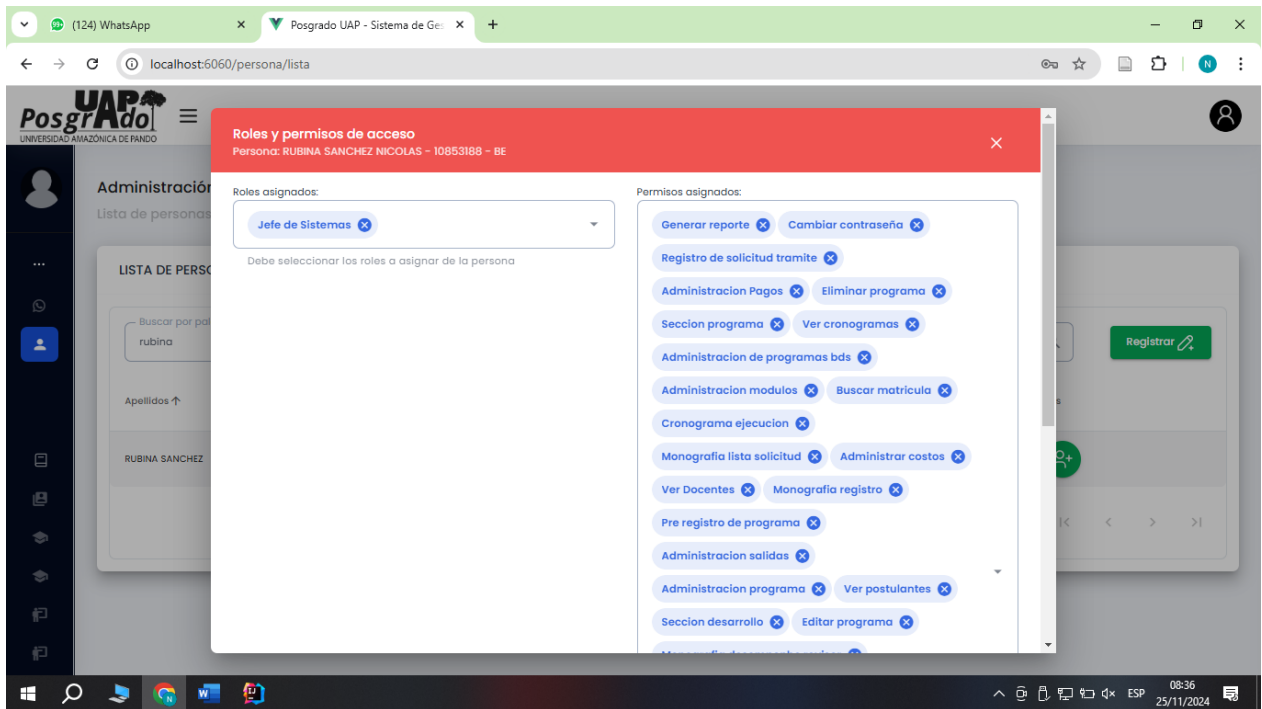 (124) WhatsApp
Posgrado UAP - Sistema de Ges
localhost:6060/persona/lista
N
UAP
Posgrado
UNIVERSIDAD AMAZÓNICA DE PANDO
Roles y permisos de acceso
Persona: RUBINA SANCHEZ NICOLAS - 10853188 - BE
Administración
Lista de personas
Roles asignados:
Jefe de Sistemas
Debe seleccionar los roles a asignar de la persona
Permisos asignados:
Generar reporte Cambiar contraseña
Registro de solicitud tramite
Administracion Pagos Eliminar programa
Seccion programa Ver cronogramas
Administracion de programas bds
Administracion modulos Buscar matricula
Cronograma ejecucion
Monografia lista solicitud Administrar costos
Ver Docentes Monografia registro
Pre registro de programa
Administracion salidas
Administracion programa Ver postulantes
Seccion desarrollo Editar programa
LISTA DE PERSO
Buscar por pal
rubina
Registrar
Apellidos
s
RUBINA SANCHEZ
ESP
08:36
25/11/2024